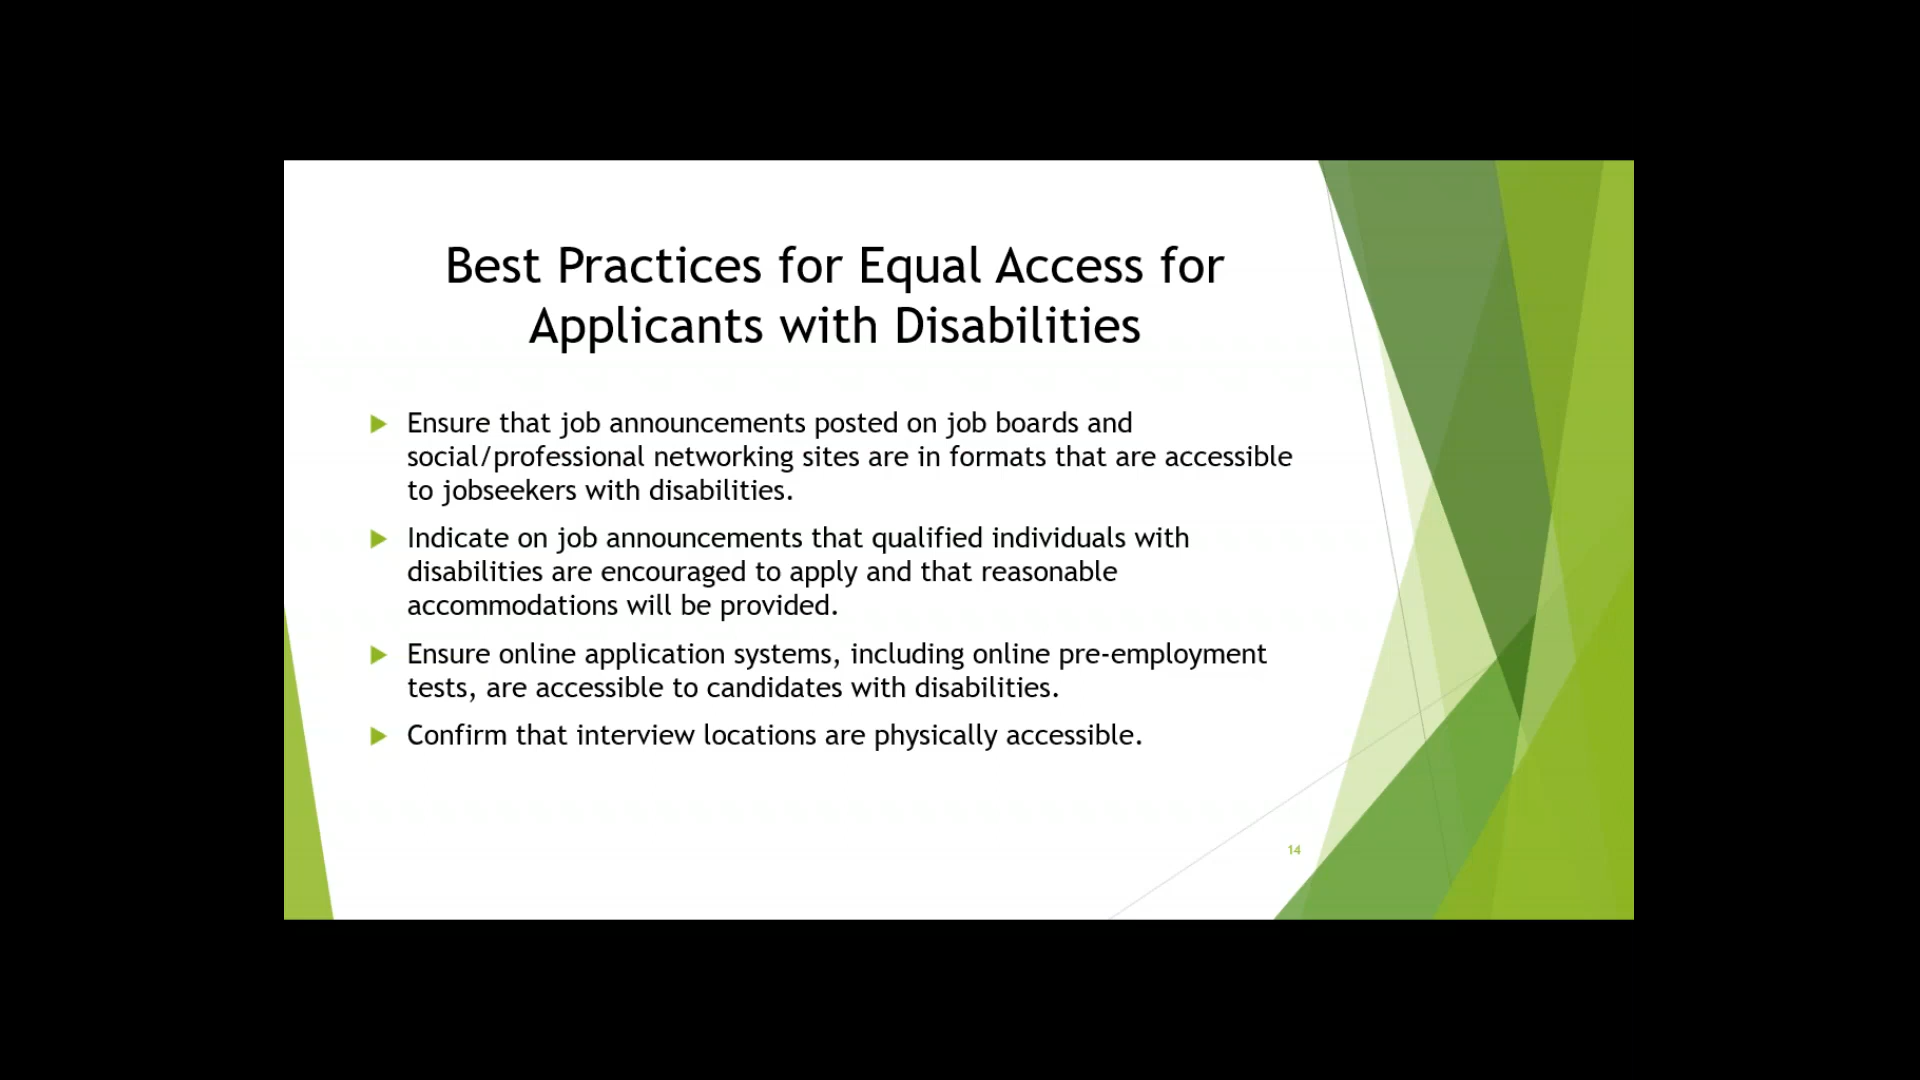 Best Practices for Equal Access for
Applicants with Disabilities
Ensure that job announcements posted on job boards and
social/professional networking sites are in formats that are accessible
to jobseekers with disabilities.
Indicate on job announcements that qualified individuals with
disabilities are encouraged to apply and that reasonable
accommodations will be provided.
Ensure online application systems, including online pre-employment
tests, are accessible to candidates with disabilities.
Confirm that interview locations are physically accessible.
14